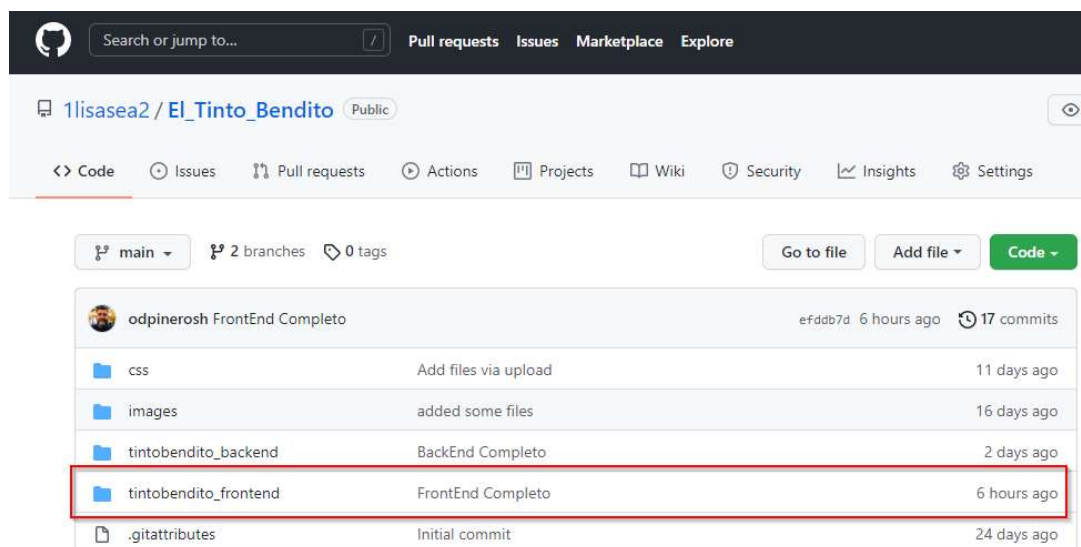 Search or jump to... / Pull requests Issues Marketplace Explore
1lisasea2 / El_Tinto_Bendito Public
<> Code Issues Pull requests Actions Projects Wiki Security Insights Settings
main 2 branches 0 tags Go to file Add file Code
odpinerosh FrontEnd Completo efddb7d 6 hours ago 17 commits
css Add files via upload 11 days ago
images added some files 16 days ago
tintobendito_backend BackEnd Completo 2 days ago
tintobendito_frontend FrontEnd Completo 6 hours ago
.gitattributes Initial commit 24 days ago